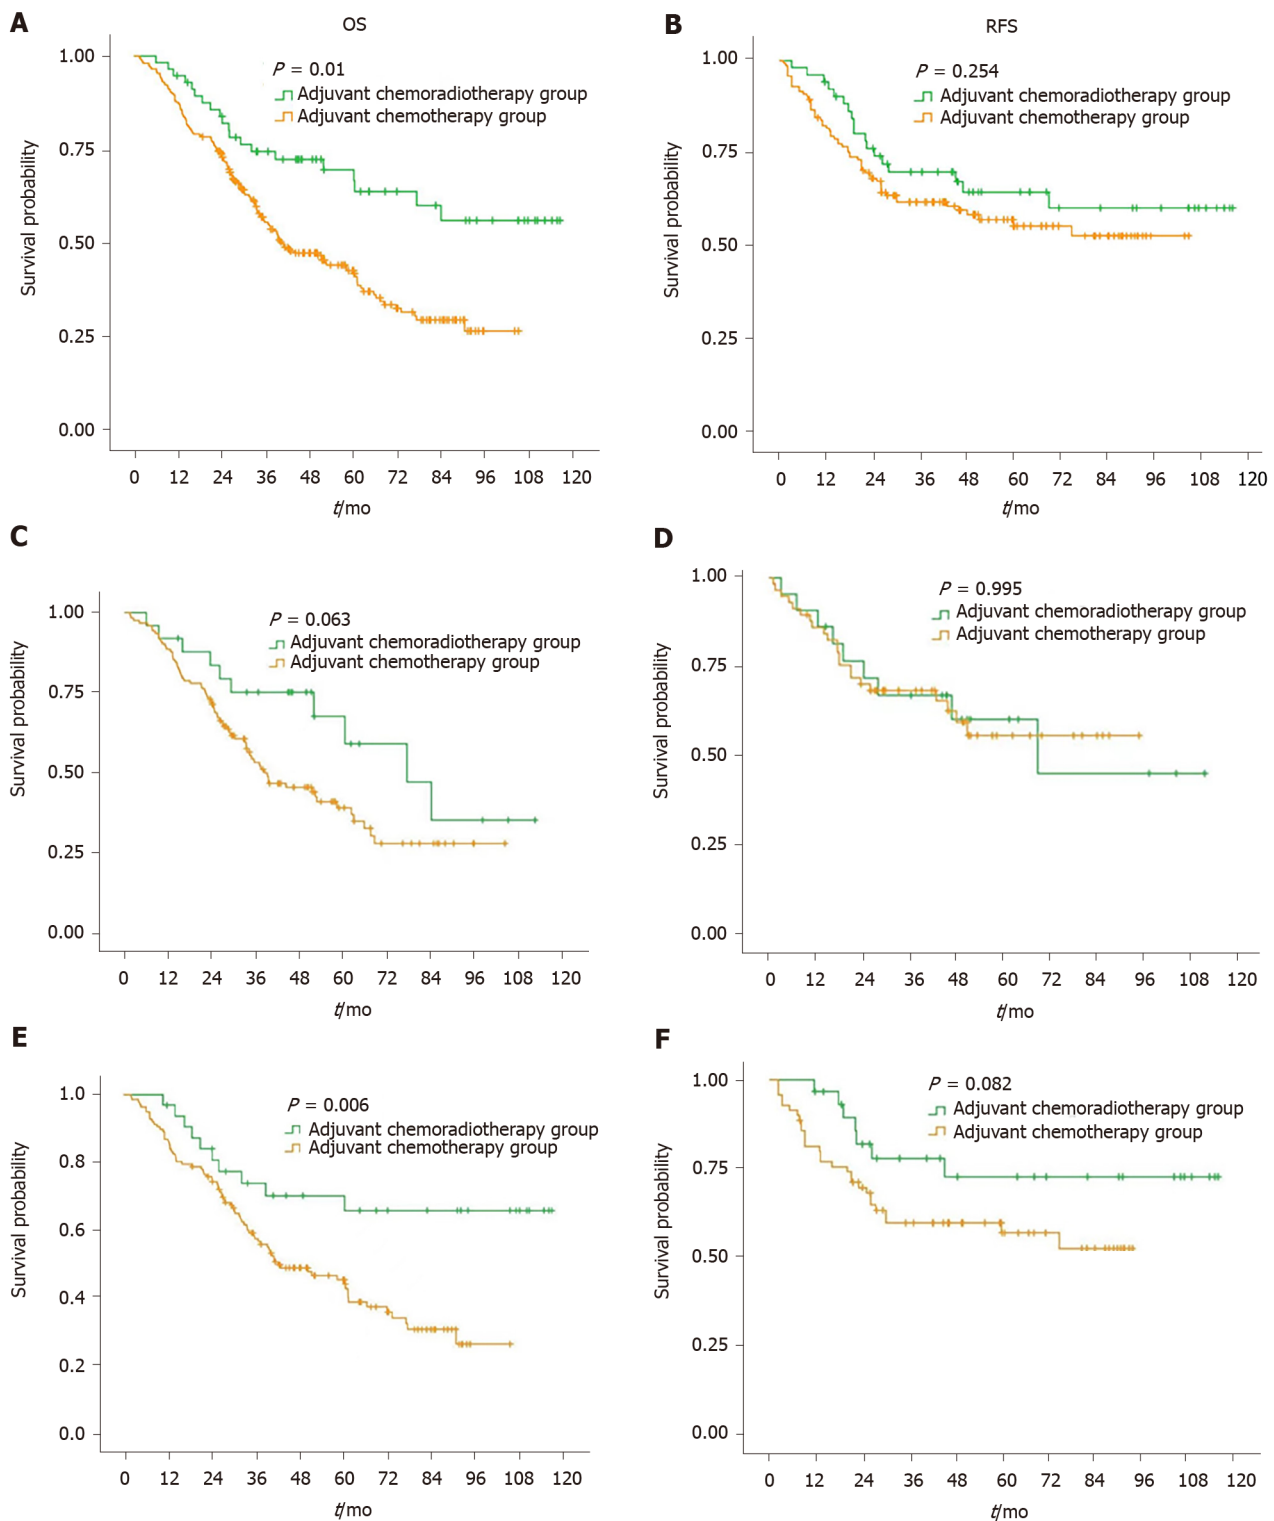 A
OS
P = 0.01
Adjuvant chemoradiotherapy group
Adjuvant chemotherapy group
Survival probability
1.00
0.75
0.50
0.25
0.00
0 12 24 36 48 60 72 84 96 108 120
t/mo
B
RFS
P = 0.254
Adjuvant chemoradiotherapy group
Adjuvant chemotherapy group
Survival probability
1.00
0.75
0.50
0.25
0.00
0 12 24 36 48 60 72 84 96 108 120
t/mo
C
P = 0.063
Adjuvant chemoradiotherapy group
Adjuvant chemotherapy group
Survival probability
1.00
0.75
0.50
0.25
0.00
0 12 24 36 48 60 72 84 96 108 120
t/mo
D
P = 0.995
Adjuvant chemoradiotherapy group
Adjuvant chemotherapy group
Survival probability
1.00
0.75
0.50
0.25
0.00
0 12 24 36 48 60 72 84 96 108 120
t/mo
E
P = 0.006
Adjuvant chemoradiotherapy group
Adjuvant chemotherapy group
Survival probability
1.0
0.8
0.6
0.4
0.2
0.0
0 12 24 36 48 60 72 84 96 108 120
t/mo
F
P = 0.082
Adjuvant chemoradiotherapy group
Adjuvant chemotherapy group
Survival probability
1.00
0.75
0.50
0.25
0.00
0 12 24 36 48 60 72 84 96 108 120
t/mo